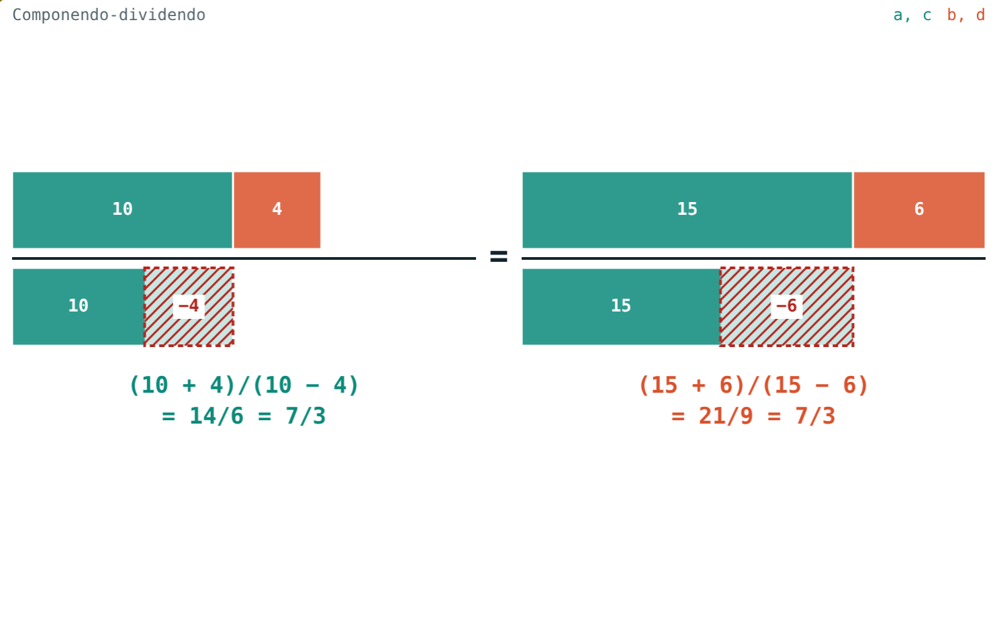 Componendo-dividendo
a, c b, d
10 4
=
15 6
10 −4
15 −6
(10 + 4)/(10 − 4)
= 14/6 = 7/3
(15 + 6)/(15 − 6)
= 21/9 = 7/3